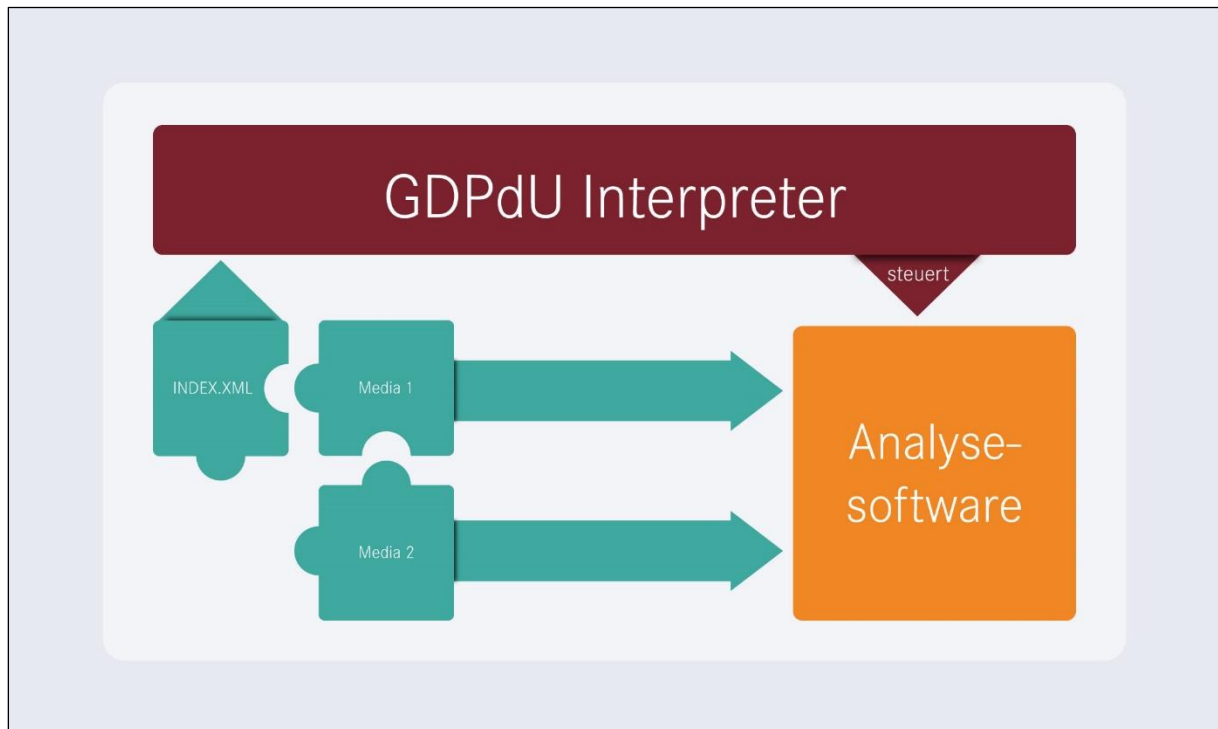 GDPdU Interpreter
steuert
INDEX.XML
Media 1
Analyse-
software
Media 2